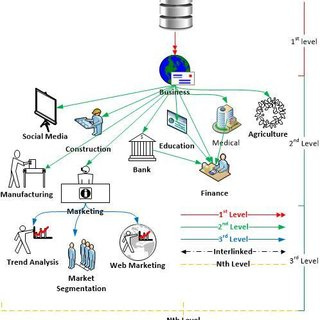 1st level
Business
Social Media
Construction
Education
Medical
Agriculture
2nd level
Bank
Manufacturing
Marketing
Finance
1st Level
2nd Level
3rd Level
Interlinked
Nth Level
Trend Analysis
Market
Segmentation
Web Marketing
3rd level
Nth Level